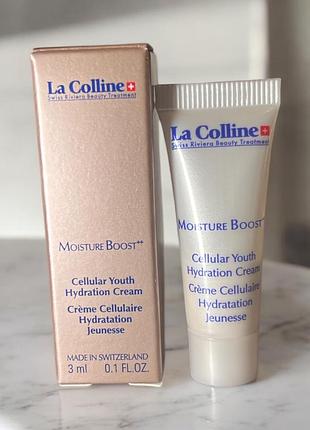 La Colline
Swiss Riviera Beauty Treatment
MOISTURE BOOST++
Cellular Youth
Hydration Cream
Crème Cellulaire
Hydratation
Jeunesse
MADE IN SWITZERLAND
3 ml 0.1 FL.OZ.
La Colline
Swiss Riviera Beauty Treatment
MOISTURE BOOST++
Cellular Youth
Hydration Cream
Crème Cellulaire
Hydratation
Jeunesse